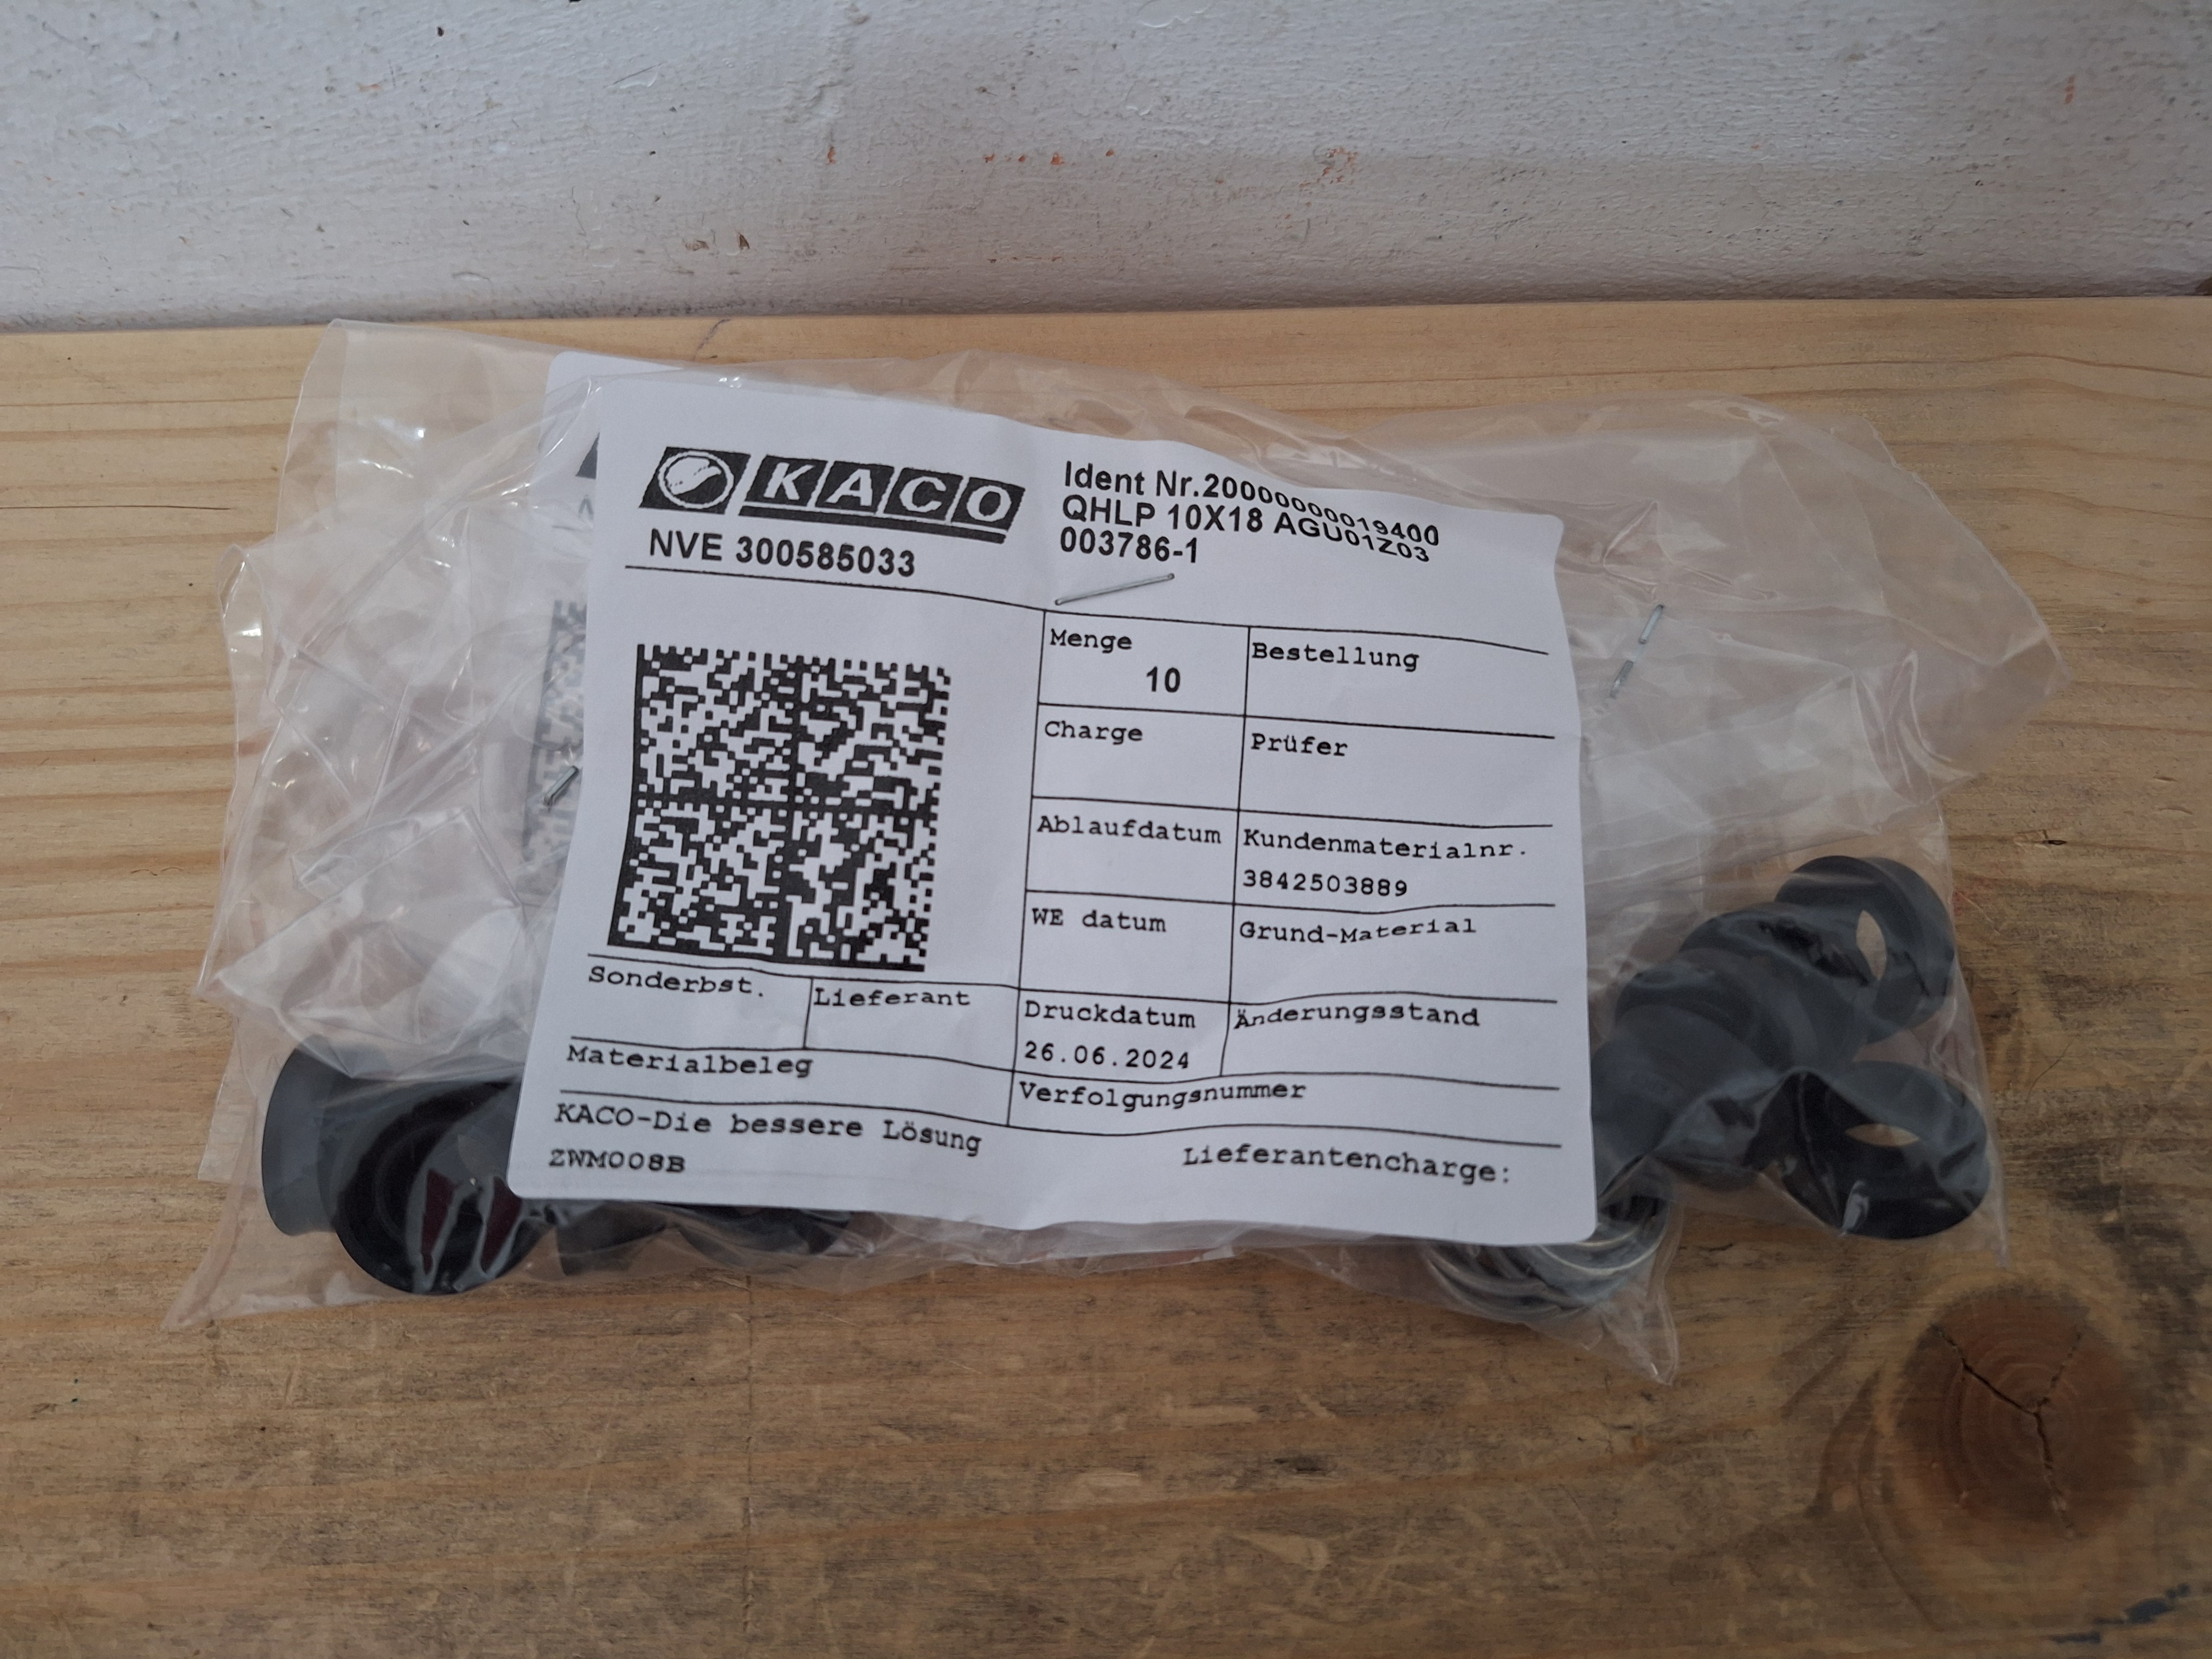 KACO
NVE 300585033
Ident Nr.20000000019400
QHLP 10X18 AGU01Z03
003786-1
Menge
10
Bestellung
Charge
Prüfer
Ablaufdatum
Kundenmaterialnr.
3842503889
WE datum
Grund-Material
Sonderbst.
Lieferant
Druckdatum
26.06.2024
Änderungsstand
Materialbeleg
Verfolgungsnummer
KACO-Die bessere Lösung
ZWM008B
Lieferantencharge: